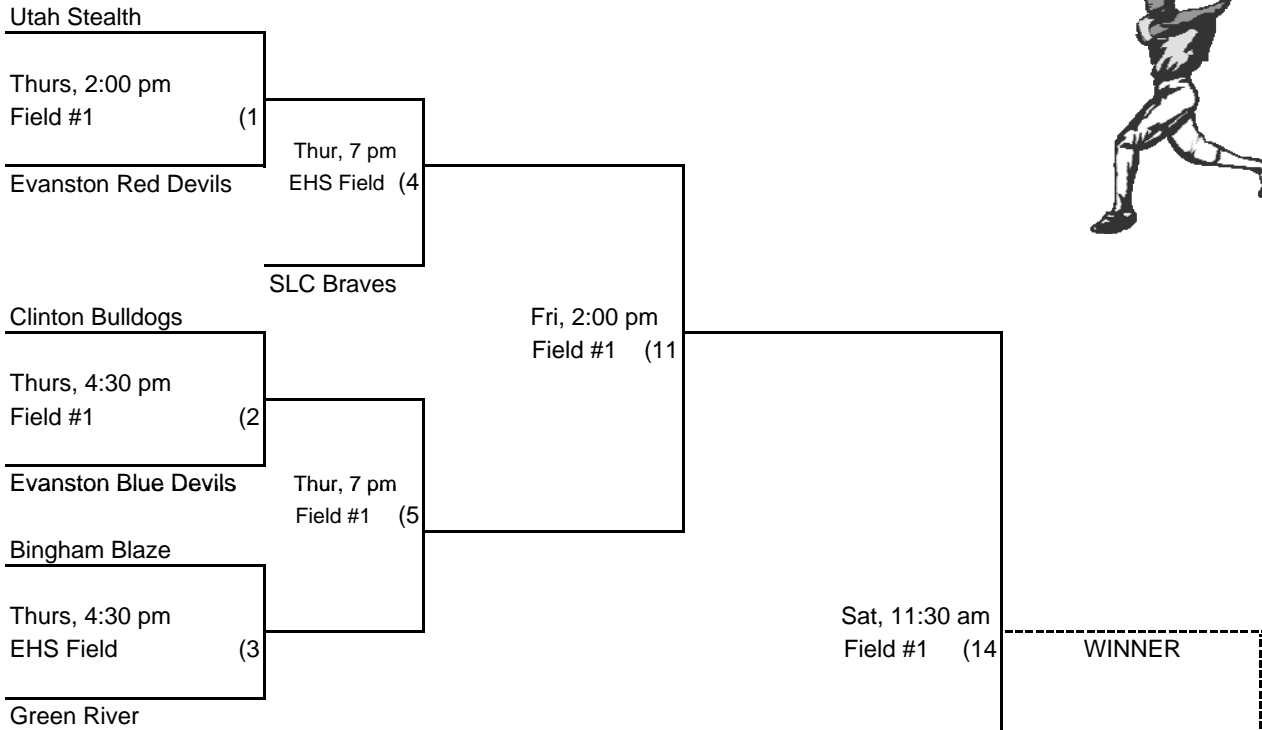 Utah Stealth
Thurs, 2:00 pm
Field #1 (1
Evanston Red Devils
Thur, 7 pm
EHS Field (4
SLC Braves
Clinton Bulldogs
Thurs, 4:30 pm
Field #1 (2
Evanston Blue Devils
Fri, 2:00 pm
Field #1 (11
Thur, 7 pm
Field #1 (5
Bingham Blaze
Thurs, 4:30 pm
EHS Field (3
Green River
Sat, 11:30 am
Field #1 (14
WINNER